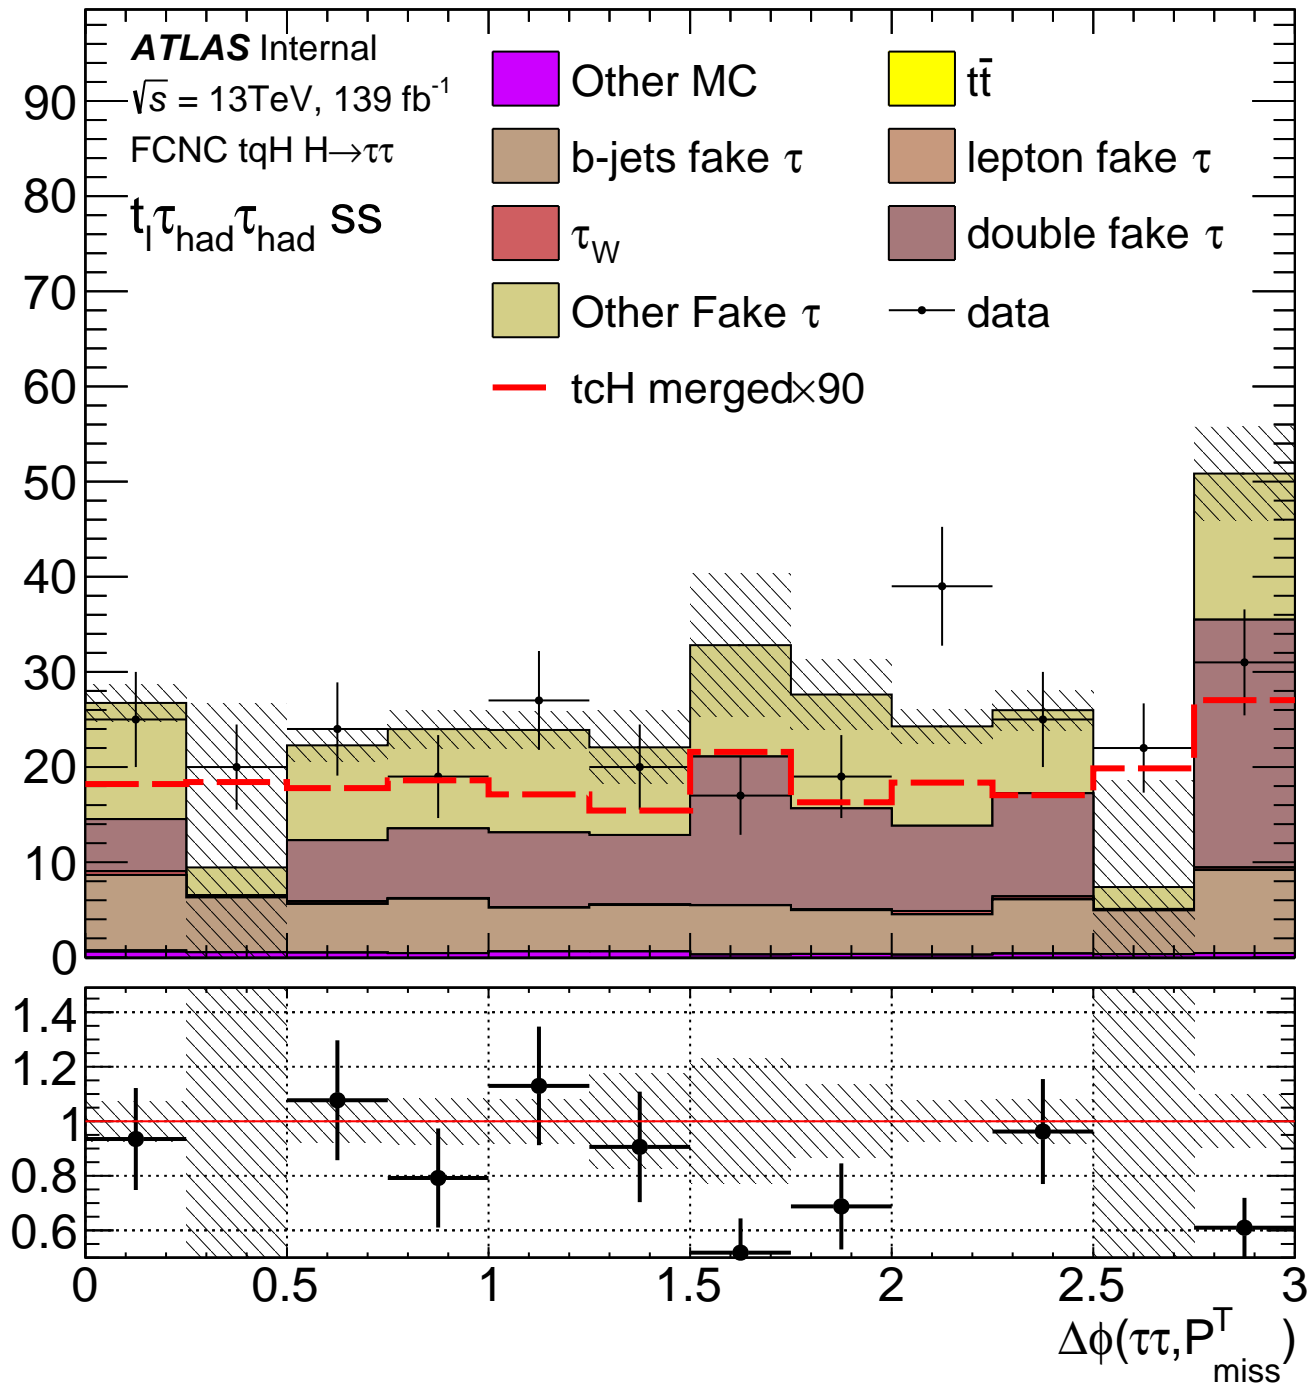 ATLAS Internal
√s = 13TeV, 139 fb⁻¹
FCNC tqH H→ττ
tₗτ_hadτ_had ss
Other MC
tt̄
b-jets fake τ
lepton fake τ
τ_W
double fake τ
Other Fake τ
data
tcH merged×90
90
80
70
60
50
40
30
20
10
0
1.4
1.2
1
0.8
0.6
0 0.5 1 1.5 2 2.5 3
Δϕ(ττ,P^T_miss)